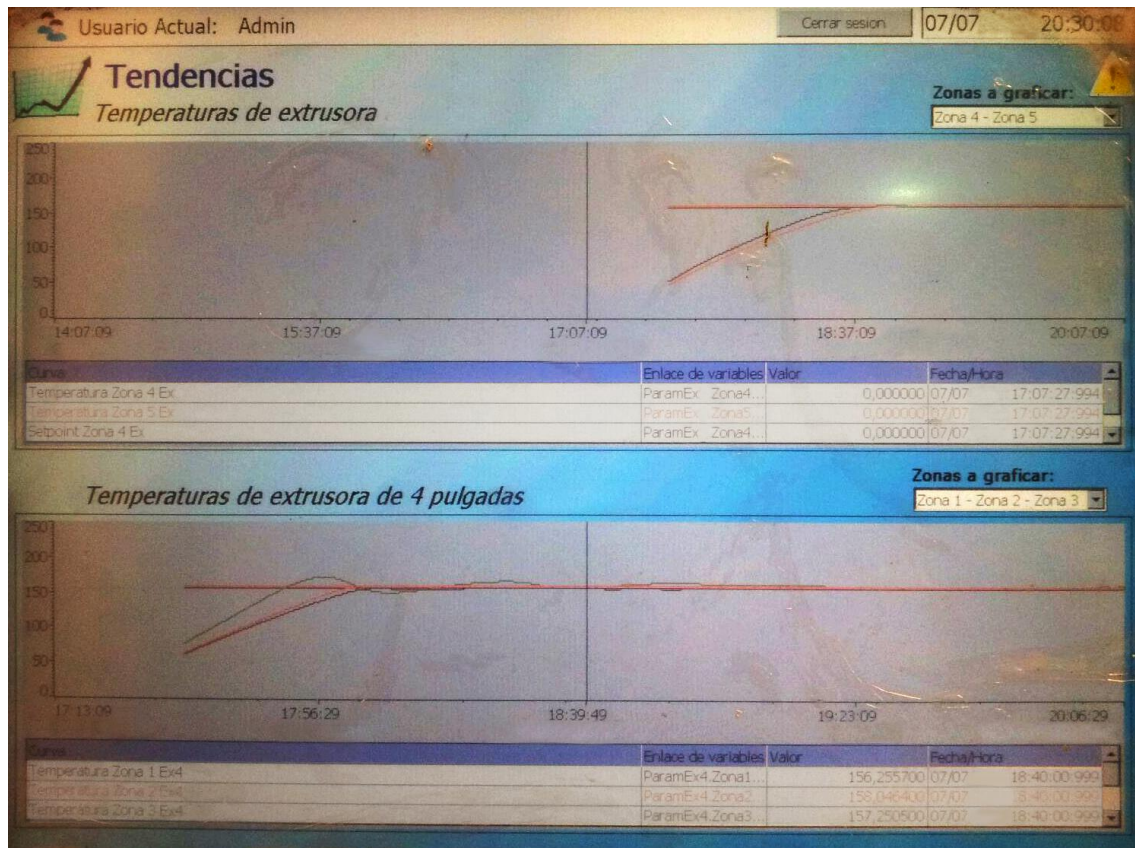 Usuario Actual: Admin Cerrar sesion 07/07 20:30:08
Tendencias
Temperaturas de extrusora
Zonas a graficar:
Zona 4 - Zona 5
250
200
150
100
50
0
14:07:09 15:37:09 17:07:09 18:37:09 20:07:09
Curva Enlace de variables Valor Fecha/Hora
Temperatura Zona 4 Ex ParamEx Zona4... 0,000000 07/07 17:07:27:994
Temperatura Zona 5 Ex ParamEx Zona5... 0,000000 07/07 17:07:27:994
Setpoint Zona 4 Ex ParamEx Zona4... 0,000000 07/07 17:07:27:994
Temperaturas de extrusora de 4 pulgadas
Zonas a graficar:
Zona 1 - Zona 2 - Zona 3
250
200
150
100
50
0
17:13:09 17:56:29 18:39:49 19:23:09 20:06:29
Curva Enlace de variables Valor Fecha/Hora
Temperatura Zona 1 Ex4 ParamEx4.Zona1... 156,255700 07/07 18:40:00:999
Temperatura Zona 2 Ex4 ParamEx4.Zona2... 158,046400 07/07 18:40:00:999
Temperatura Zona 3 Ex4 ParamEx4.Zona3... 157,250500 07/07 18:40:00:999